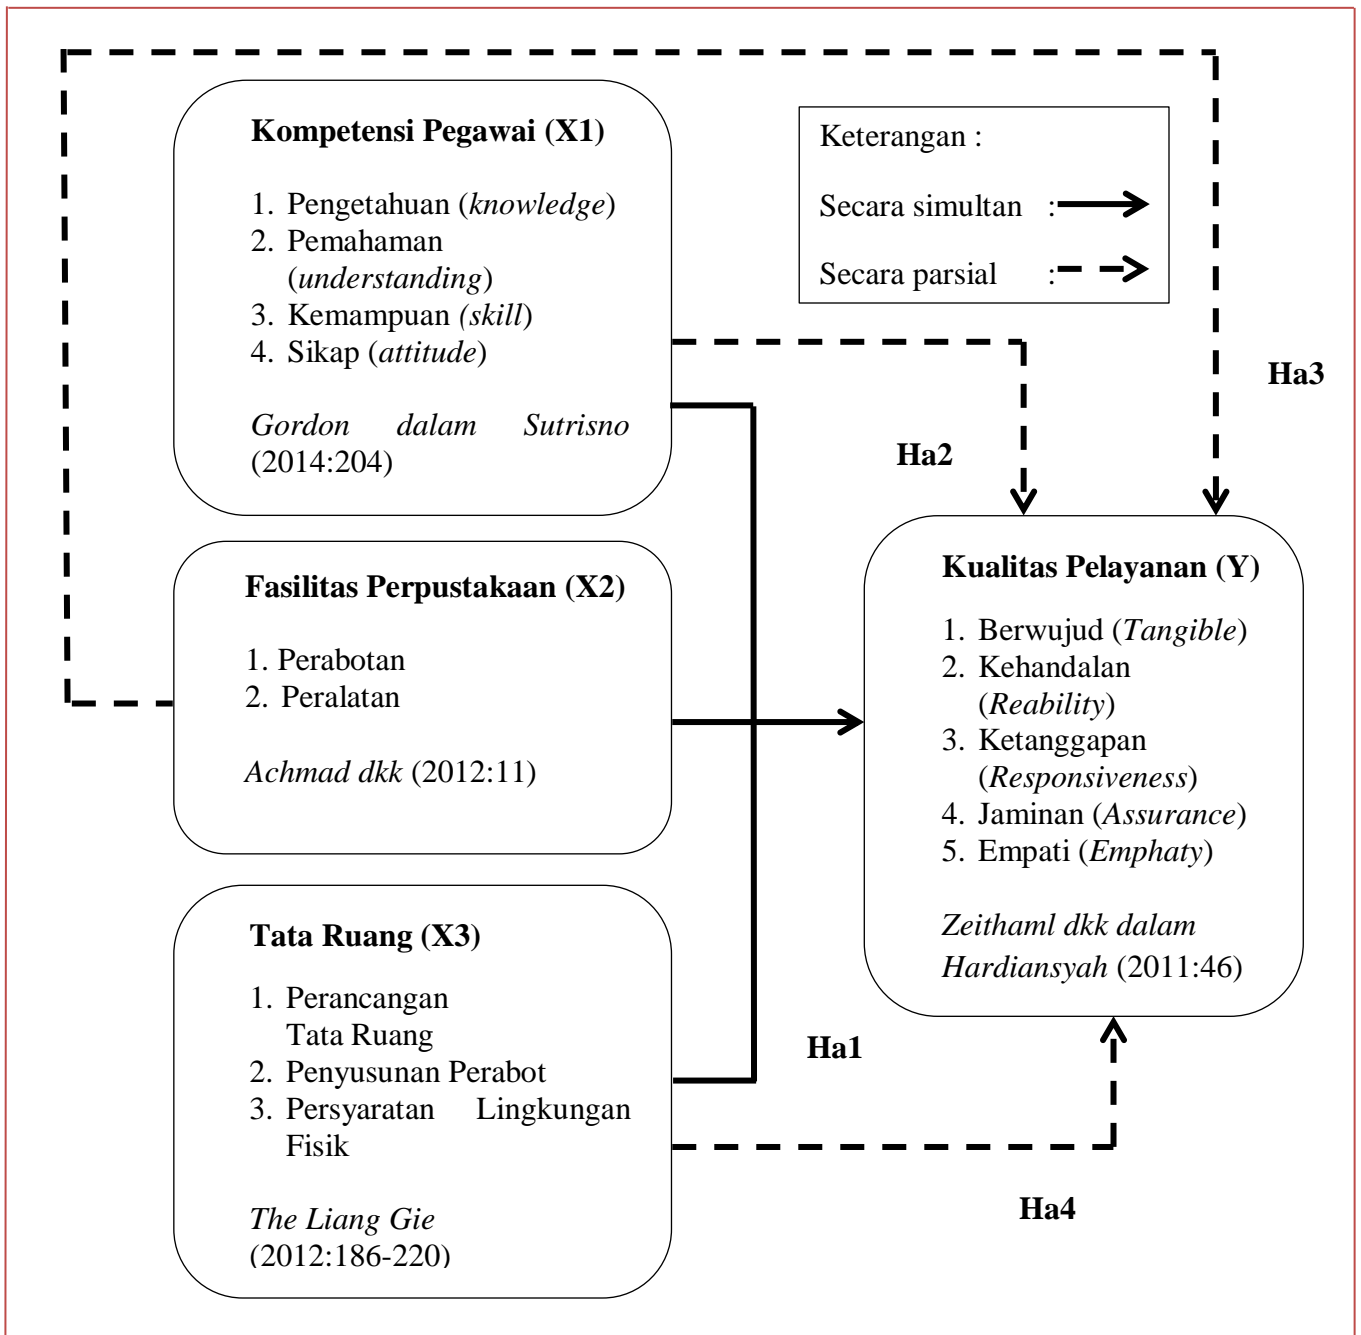 Kompetensi Pegawai (X1)
1. Pengetahuan (knowledge)
2. Pemahaman
(understanding)
3. Kemampuan (skill)
4. Sikap (attitude)
Gordon dalam Sutrisno
(2014:204)
Keterangan :
Secara simultan :
Secara parsial :
Ha3
Ha2
Fasilitas Perpustakaan (X2)
1. Perabotan
2. Peralatan
Achmad dkk (2012:11)
Kualitas Pelayanan (Y)
1. Berwujud (Tangible)
2. Kehandalan
(Reability)
3. Ketanggapan
(Responsiveness)
4. Jaminan (Assurance)
5. Empati (Emphaty)
Zeithaml dkk dalam
Hardiansyah (2011:46)
Tata Ruang (X3)
1. Perancangan
Tata Ruang
2. Penyusunan Perabot
3. Persyaratan Lingkungan
Fisik
The Liang Gie
(2012:186-220)
Ha1
Ha4